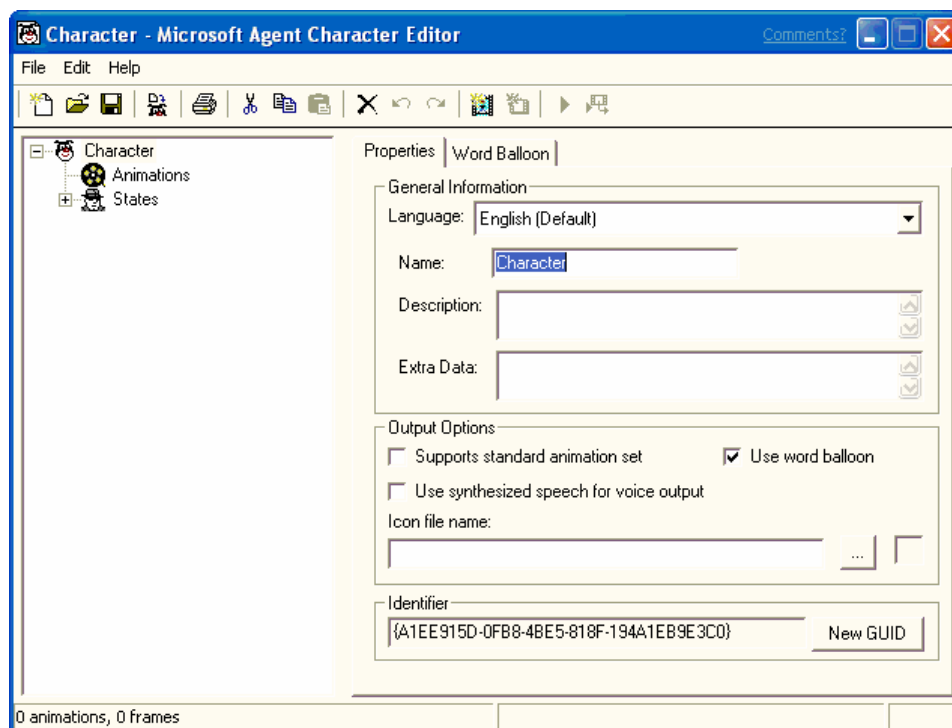 Character - Microsoft Agent Character Editor
Comments?
File Edit Help
Character
Animations
States
Properties
Word Balloon
General Information
Language: English (Default)
Name: Character
Description:
Extra Data:
Output Options
Supports standard animation set
Use word balloon
Use synthesized speech for voice output
Icon file name:
...
Identifier
{A1EE915D-0FB8-4BE5-818F-194A1EB9E3C0}
New GUID
0 animations, 0 frames